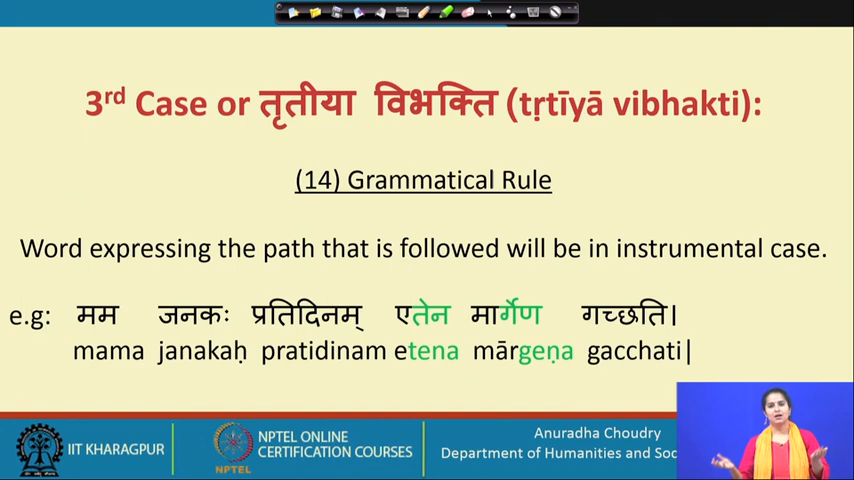 3rd Case or तृतीया विभक्ति (tṛtīyā vibhakti):
(14) Grammatical Rule
Word expressing the path that is followed will be in instrumental case.
e.g: मम जनकः प्रतिदिनम् एतेन मार्गेण गच्छति।
mama janakaḥ pratidinam etena mārgeṇa gacchati|
IIT KHARAGPUR
NPTEL
NPTEL ONLINE
CERTIFICATION COURSES
Anuradha Choudry
Department of Humanities and Soc